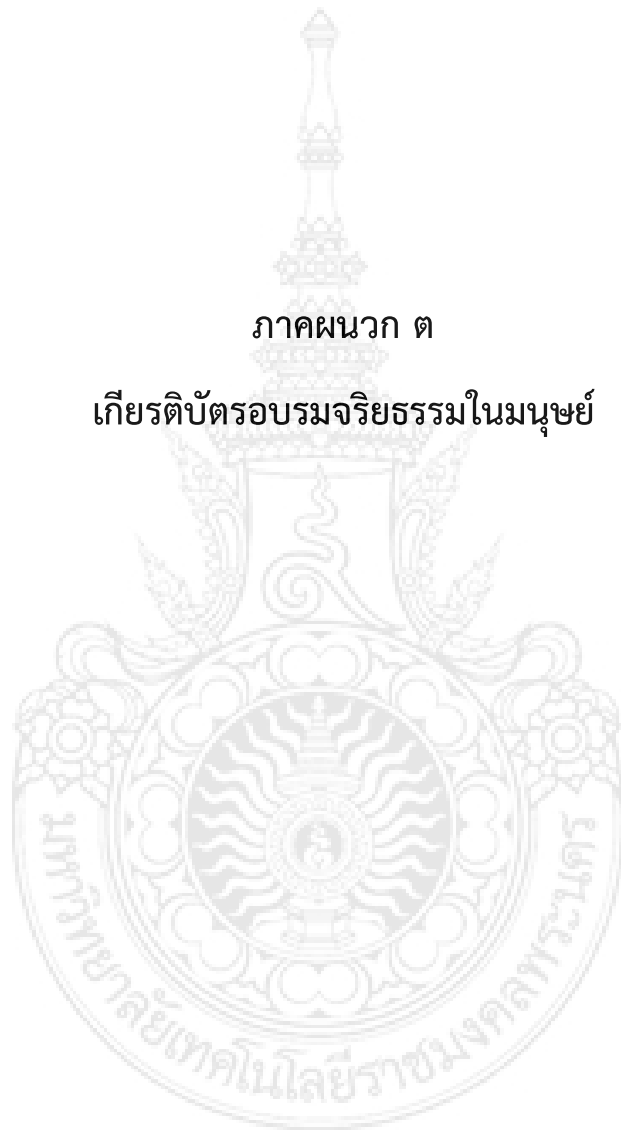 ภาคผนวก ต
เกียรติบัตรอบรมจริยธรรมในมนุษย์
มหาวิทยาลัยเทคโนโลยีราชมงคลพระนคร